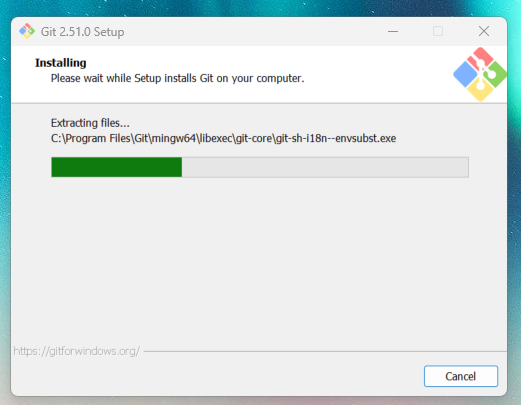 Git 2.51.0 Setup
Installing
Please wait while Setup installs Git on your computer.
Extracting files...
C:\Program Files\Git\mingw64\libexec\git-core\git-sh-i18n--envsubst.exe
https://gitforwindows.org/
Cancel